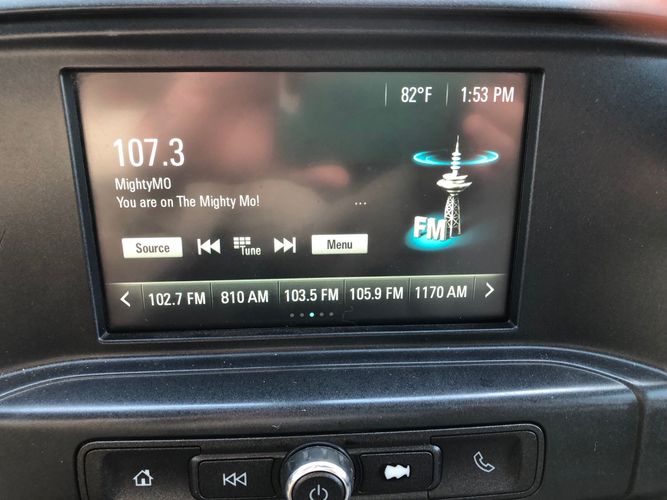 82°F 1:53 PM
107.3
MightyMO
You are on The Mighty Mo! ...
FM
Source Tune Menu
102.7 FM 810 AM 103.5 FM 105.9 FM 1170 AM